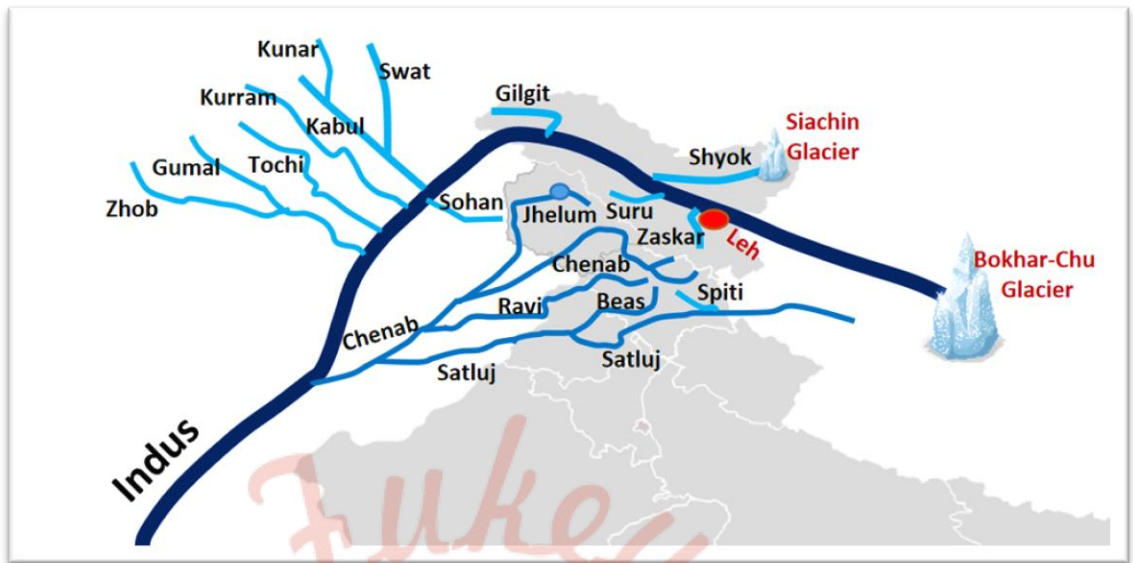 Kunar
Swat
Kurram
Gilgit
Kabul
Siachin
Glacier
Gumal
Tochi
Shyok
Zhob
Sohan
Jhelum
Suru
Zaskar
Leh
Chenab
Bokhar-Chu
Glacier
Spiti
Ravi
Beas
Chenab
Satluj
Satluj
Indus